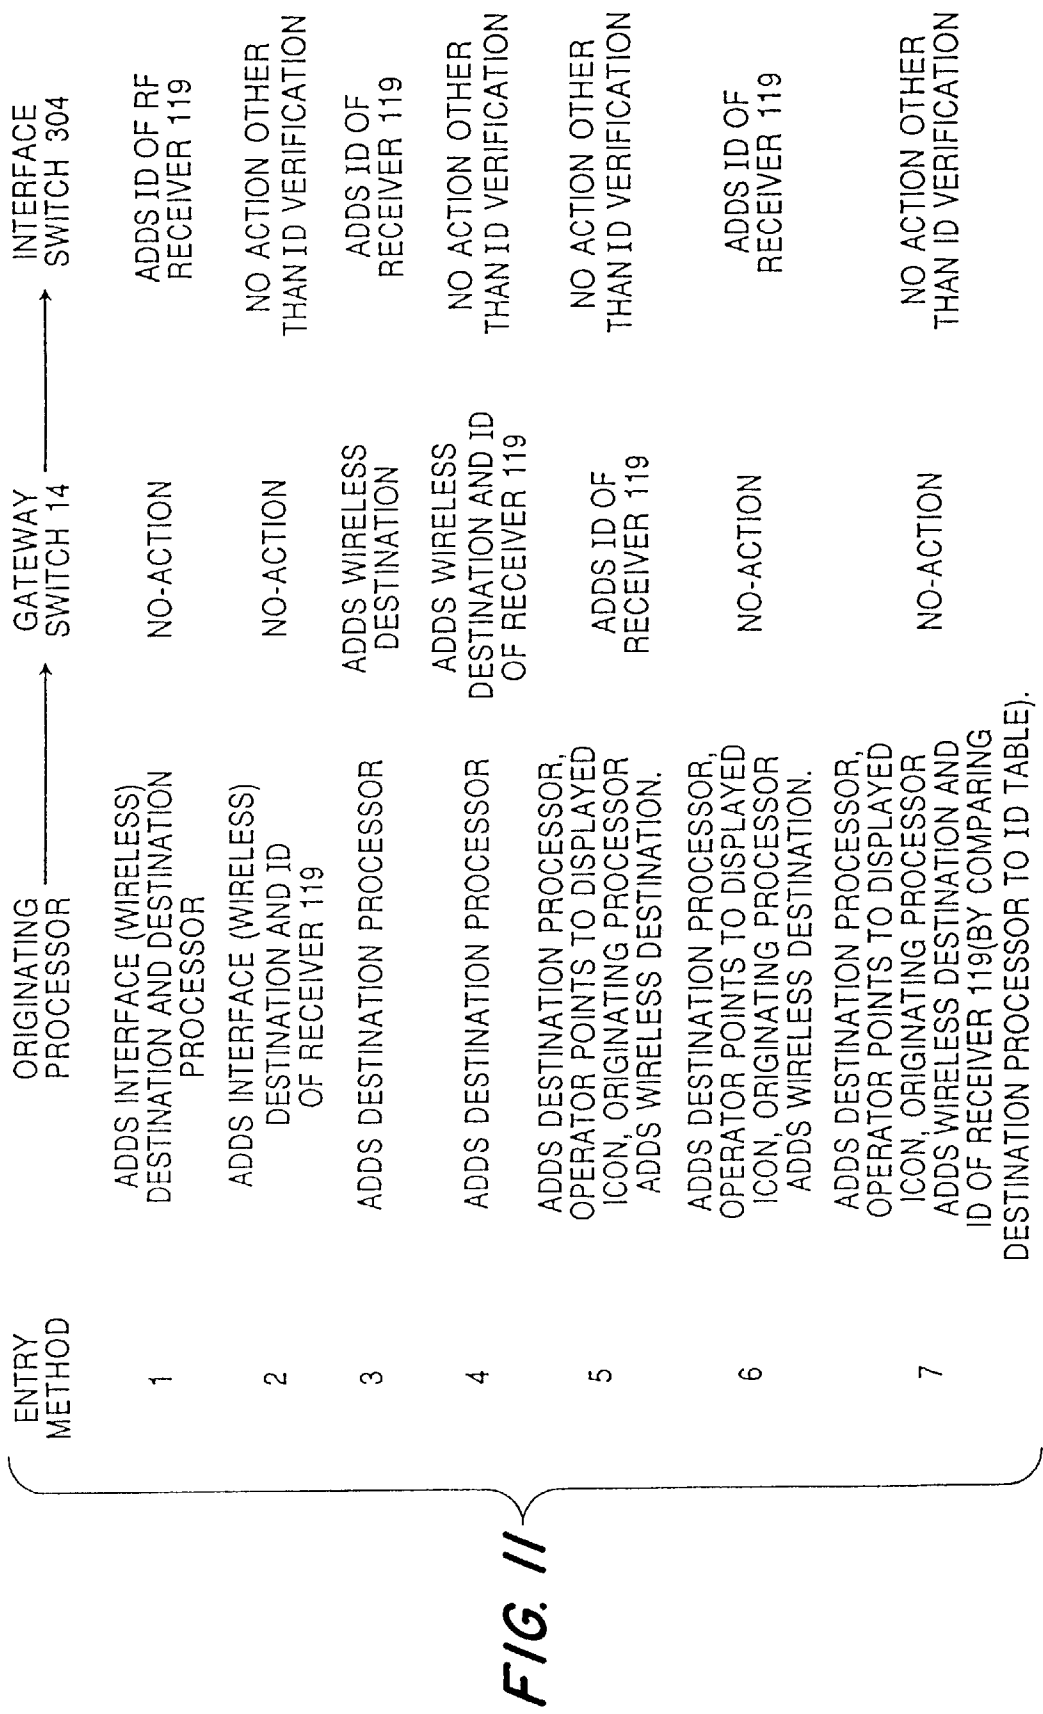 ENTRY
METHOD
ORIGINATING
PROCESSOR
GATEWAY
SWITCH 14
INTERFACE
SWITCH 304
1
ADDS INTERFACE (WIRELESS)
DESTINATION AND DESTINATION
PROCESSOR
NO-ACTION
ADDS ID OF RF
RECEIVER 119
2
ADDS INTERFACE (WIRELESS)
DESTINATION AND ID
OF RECEIVER 119
NO-ACTION
NO ACTION OTHER
THAN ID VERIFICATION
3
ADDS DESTINATION PROCESSOR
ADDS WIRELESS
DESTINATION
ADDS ID OF
RECEIVER 119
4
ADDS DESTINATION PROCESSOR
ADDS WIRELESS
DESTINATION AND ID
OF RECEIVER 119
NO ACTION OTHER
THAN ID VERIFICATION
5
ADDS DESTINATION PROCESSOR,
OPERATOR POINTS TO DISPLAYED
ICON, ORIGINATING PROCESSOR
ADDS WIRELESS DESTINATION.
ADDS ID OF
RECEIVER 119
NO ACTION OTHER
THAN ID VERIFICATION
6
ADDS DESTINATION PROCESSOR,
OPERATOR POINTS TO DISPLAYED
ICON, ORIGINATING PROCESSOR
ADDS WIRELESS DESTINATION.
NO-ACTION
ADDS ID OF
RECEIVER 119
7
ADDS DESTINATION PROCESSOR,
OPERATOR POINTS TO DISPLAYED
ICON, ORIGINATING PROCESSOR
ADDS WIRELESS DESTINATION AND
ID OF RECEIVER 119(BY COMPARING
DESTINATION PROCESSOR TO ID TABLE).
NO-ACTION
NO ACTION OTHER
THAN ID VERIFICATION
FIG. 11